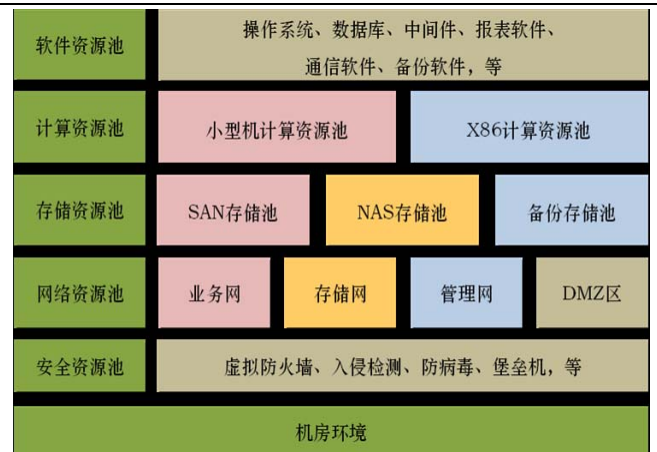 软件资源池
操作系统、数据库、中间件、报表软件、
通信软件、备份软件，等
计算资源池
小型机计算资源池
X86计算资源池
存储资源池
SAN存储池
NAS存储池
备份存储池
网络资源池
业务网
存储网
管理网
DMZ区
安全资源池
虚拟防火墙、入侵检测、防病毒、堡垒机，等
机房环境